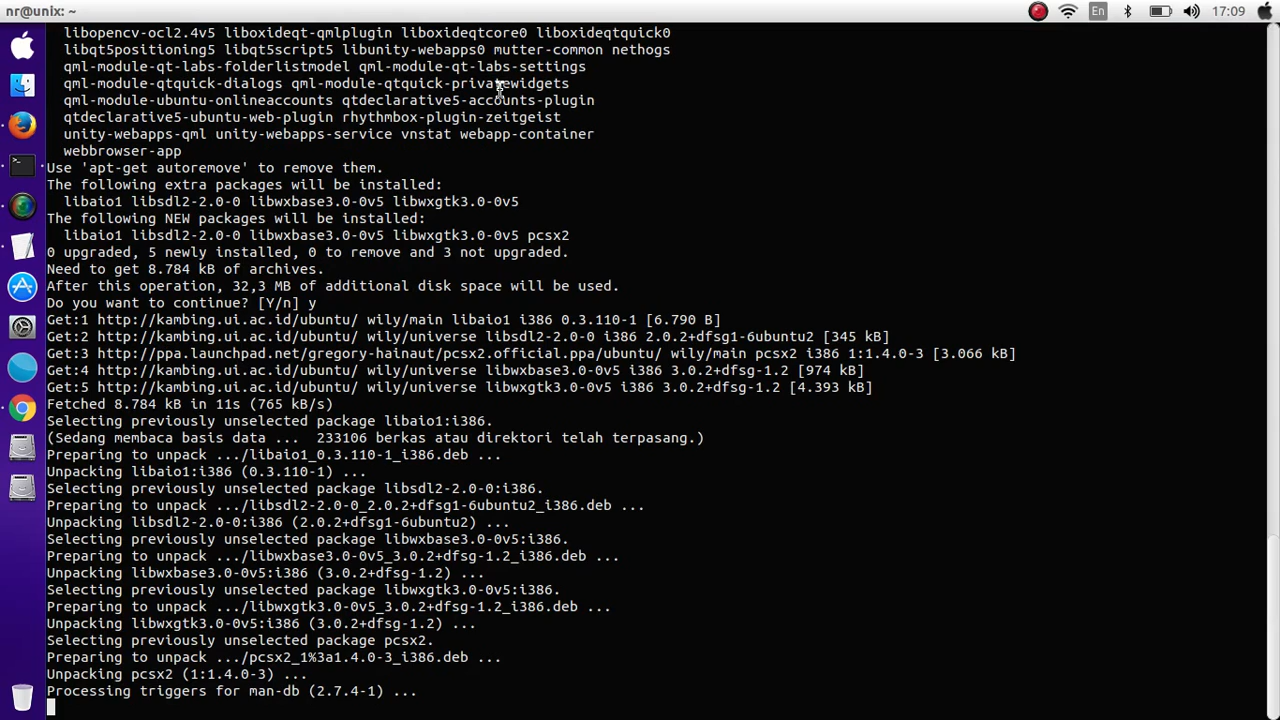 nr@unix: ~
En
17:09
libopencv-ocl2.4v5 liboxideqt-qmlplugin liboxideqtcore0 liboxideqtquick0
libqt5positioning5 libqt5script5 libunity-webapps0 mutter-common nethogs
qml-module-qt-labs-folderlistmodel qml-module-qt-labs-settings
qml-module-qtquick-dialogs qml-module-qtquick-privatewidgets
qml-module-ubuntu-onlineaccounts qtdeclarative5-accounts-plugin
qtdeclarative5-ubuntu-web-plugin rhythmbox-plugin-zeitgeist
unity-webapps-qml unity-webapps-service vnstat webapp-container
webbrowser-app
Use 'apt-get autoremove' to remove them.
The following extra packages will be installed:
libaio1 libsdl2-2.0-0 libwxbase3.0-0v5 libwxgtk3.0-0v5
The following NEW packages will be installed:
libaio1 libsdl2-2.0-0 libwxbase3.0-0v5 libwxgtk3.0-0v5 pcsx2
0 upgraded, 5 newly installed, 0 to remove and 3 not upgraded.
Need to get 8.784 kB of archives.
After this operation, 32,3 MB of additional disk space will be used.
Do you want to continue? [Y/n] y
Get:1 http://kambing.ui.ac.id/ubuntu/ wily/main libaio1 i386 0.3.110-1 [6.790 B]
Get:2 http://kambing.ui.ac.id/ubuntu/ wily/universe libsdl2-2.0-0 i386 2.0.2+dfsg1-6ubuntu2 [345 kB]
Get:3 http://ppa.launchpad.net/gregory-hainaut/pcsx2.official.ppa/ubuntu/ wily/main pcsx2 i386 1:1.4.0-3 [3.066 kB]
Get:4 http://kambing.ui.ac.id/ubuntu/ wily/universe libwxbase3.0-0v5 i386 3.0.2+dfsg-1.2 [974 kB]
Get:5 http://kambing.ui.ac.id/ubuntu/ wily/universe libwxgtk3.0-0v5 i386 3.0.2+dfsg-1.2 [4.393 kB]
Fetched 8.784 kB in 11s (765 kB/s)
Selecting previously unselected package libaio1:i386.
(Sedang membaca basis data ...  233106 berkas atau direktori telah terpasang.)
Preparing to unpack .../libaio1_0.3.110-1_i386.deb ...
Unpacking libaio1:i386 (0.3.110-1) ...
Selecting previously unselected package libsdl2-2.0-0:i386.
Preparing to unpack .../libsdl2-2.0-0_2.0.2+dfsg1-6ubuntu2_i386.deb ...
Unpacking libsdl2-2.0-0:i386 (2.0.2+dfsg1-6ubuntu2) ...
Selecting previously unselected package libwxbase3.0-0v5:i386.
Preparing to unpack .../libwxbase3.0-0v5_3.0.2+dfsg-1.2_i386.deb ...
Unpacking libwxbase3.0-0v5:i386 (3.0.2+dfsg-1.2) ...
Selecting previously unselected package libwxgtk3.0-0v5:i386.
Preparing to unpack .../libwxgtk3.0-0v5_3.0.2+dfsg-1.2_i386.deb ...
Unpacking libwxgtk3.0-0v5:i386 (3.0.2+dfsg-1.2) ...
Selecting previously unselected package pcsx2.
Preparing to unpack .../pcsx2_1%3a1.4.0-3_i386.deb ...
Unpacking pcsx2 (1:1.4.0-3) ...
Processing triggers for man-db (2.7.4-1) ...